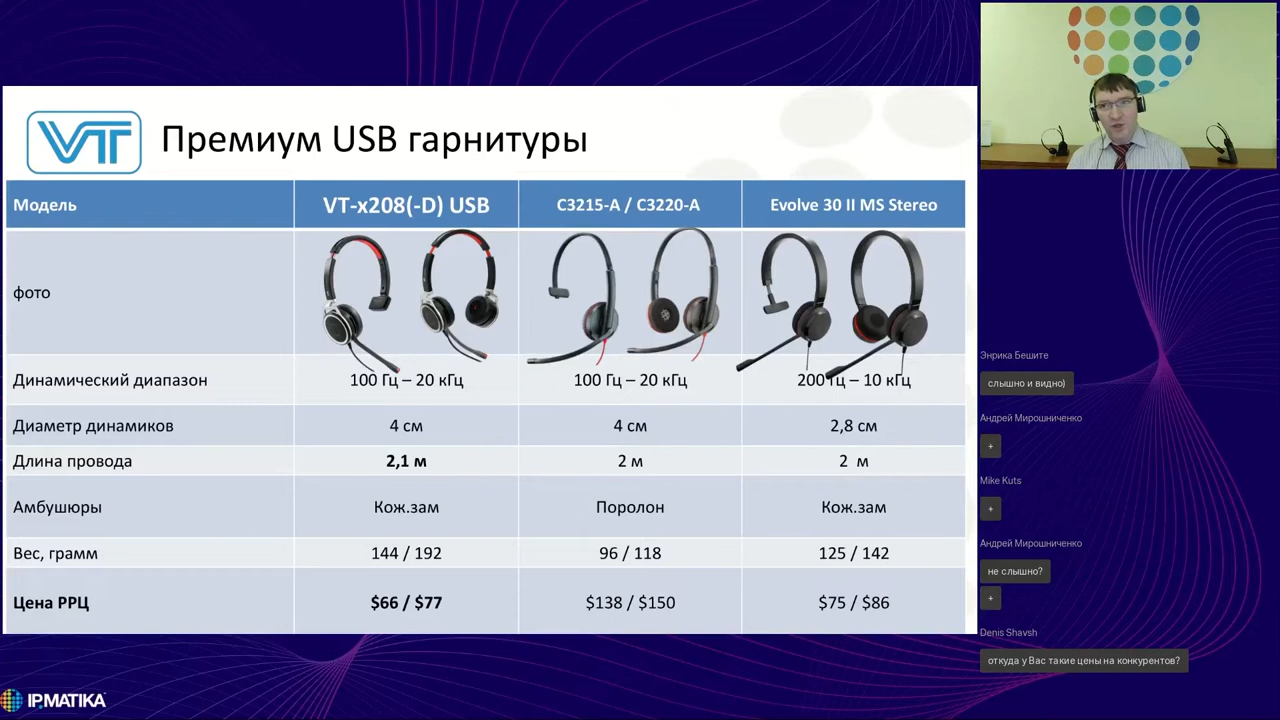 VT
Премиум USB гарнитуры
Модель
VT-x208(-D) USB
C3215-A / C3220-A
Evolve 30 II MS Stereo
фото
Динамический диапазон
100 Гц – 20 кГц
100 Гц – 20 кГц
200 Гц – 10 кГц
Диаметр динамиков
4 см
4 см
2,8 см
Длина провода
2,1 м
2 м
2 м
Амбушюры
Кож.зам
Поролон
Кож.зам
Вес, грамм
144 / 192
96 / 118
125 / 142
Цена РРЦ
$66 / $77
$138 / $150
$75 / $86
IPMATIKA
Энрика Бешите
слышно и видно)
Андрей Мирошниченко
+
Mike Kuts
+
Андрей Мирошниченко
не слышно?
+
Denis Shavsh
откуда у Вас такие цены на конкурентов?